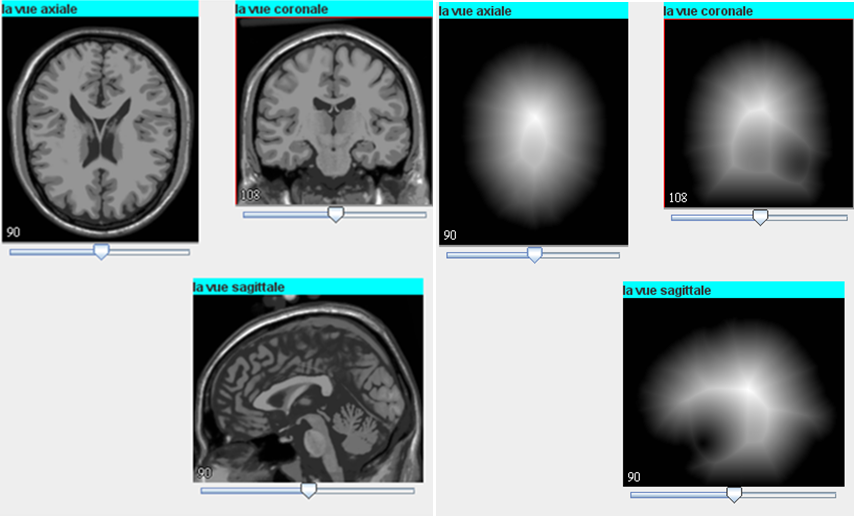 la vue axiale
90
la vue coronale
108
la vue sagittale
90
la vue axiale
90
la vue coronale
108
la vue sagittale
90